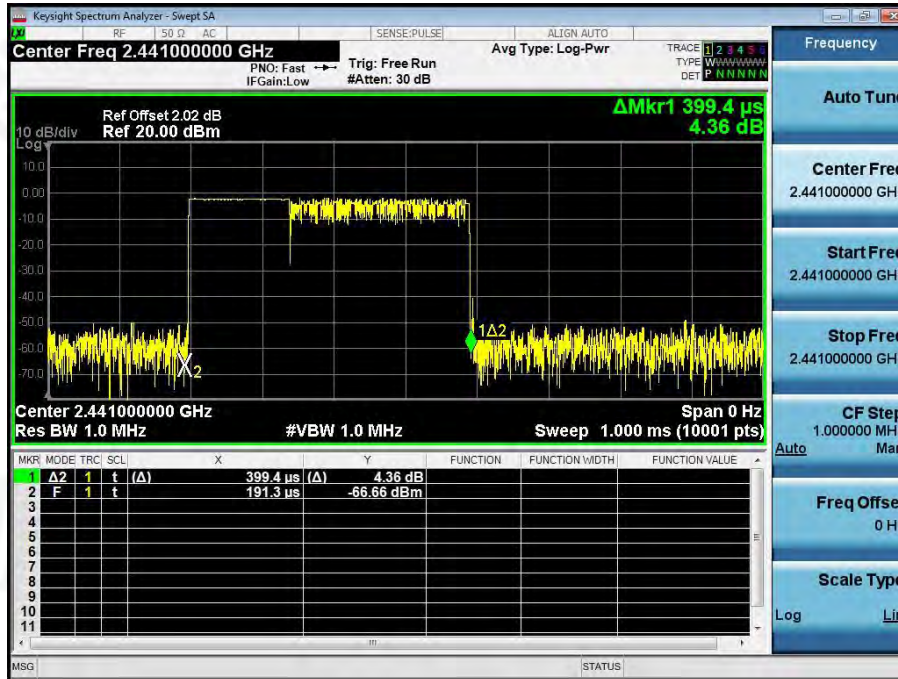 Keysight Spectrum Analyzer - Swept SA
RF 50 Ω AC SENSE:PULSE ALIGN AUTO
Center Freq 2.441000000 GHz
PNO: Fast
IFGain:Low
Trig: Free Run
#Atten: 30 dB
Avg Type: Log-Pwr
TRACE 1 2 3 4 5 6
TYPE W
DET P N N N N N
ΔMkr1 399.4 µs
4.36 dB
Ref Offset 2.02 dB
10 dB/div Ref 20.00 dBm
Log
10.0
0.00
-10.0
-20.0
-30.0
-40.0
-50.0
-60.0
-70.0
1Δ2
2
Center 2.441000000 GHz Span 0 Hz
Res BW 1.0 MHz #VBW 1.0 MHz Sweep 1.000 ms (10001 pts)
MKR MODE TRC SCL X Y FUNCTION FUNCTION WIDTH FUNCTION VALUE
1 Δ2 1 t (Δ) 399.4 µs (Δ) 4.36 dB
2 F 1 t 191.3 µs -66.66 dBm
3
4
5
6
7
8
9
10
11
MSG STATUS
Frequency
Auto Tune
Center Freq
2.441000000 GH
Start Freq
2.441000000 GH
Stop Freq
2.441000000 GH
CF Step
1.000000 MH
Auto Man
Freq Offse
0 H
Scale Type
Log Lin